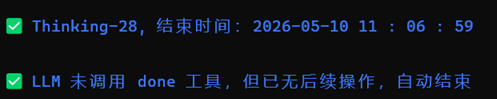 ✅ Thinking-28, 结束时间: 2026-05-10 11 : 06 : 59
✅ LLM 未调用 done 工具, 但已无后续操作, 自动结束